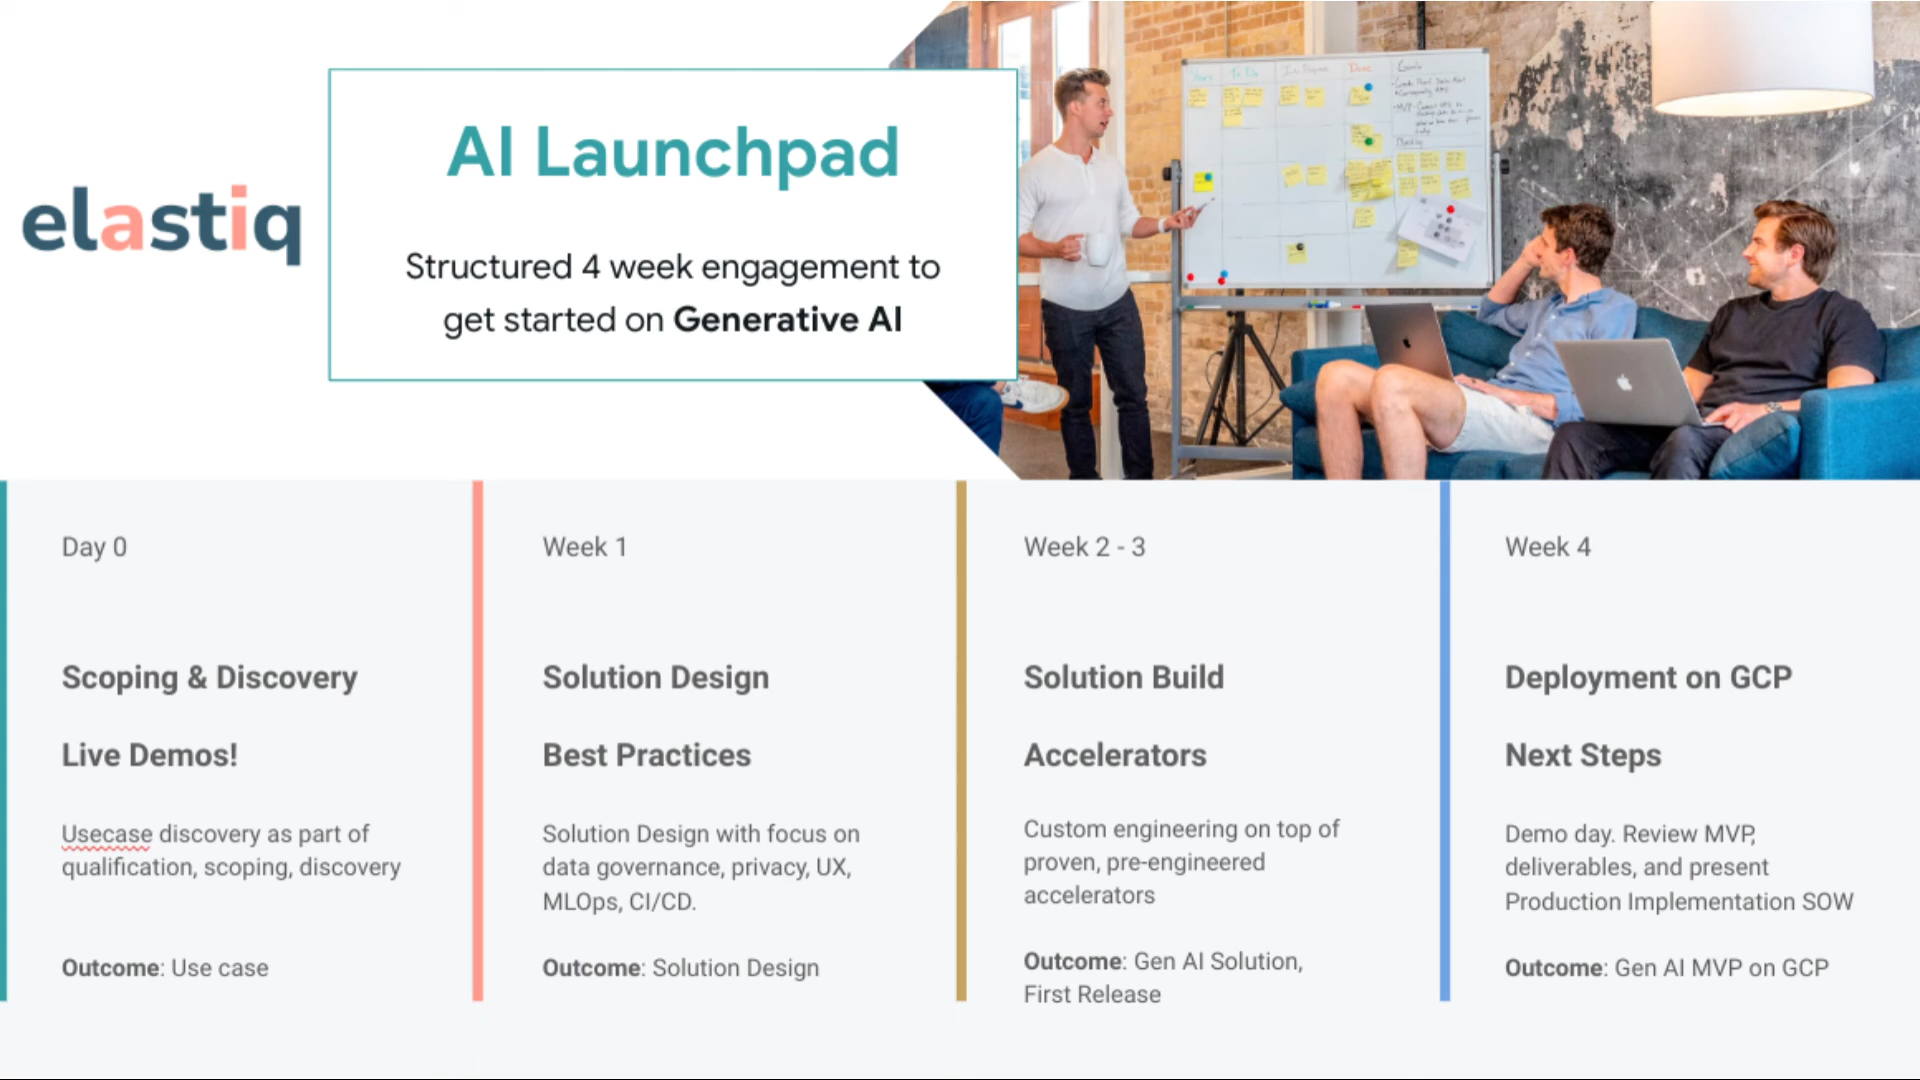 elastiq
AI Launchpad
Structured 4 week engagement to
get started on Generative AI
To Do
Done
Goals
Day 0
Scoping & Discovery
Live Demos!
Usecase discovery as part of
qualification, scoping, discovery
Outcome: Use case
Week 1
Solution Design
Best Practices
Solution Design with focus on
data governance, privacy, UX,
MLOps, CI/CD.
Outcome: Solution Design
Week 2 - 3
Solution Build
Accelerators
Custom engineering on top of
proven, pre-engineered
accelerators
Outcome: Gen AI Solution,
First Release
Week 4
Deployment on GCP
Next Steps
Demo day. Review MVP,
deliverables, and present
Production Implementation SOW
Outcome: Gen AI MVP on GCP